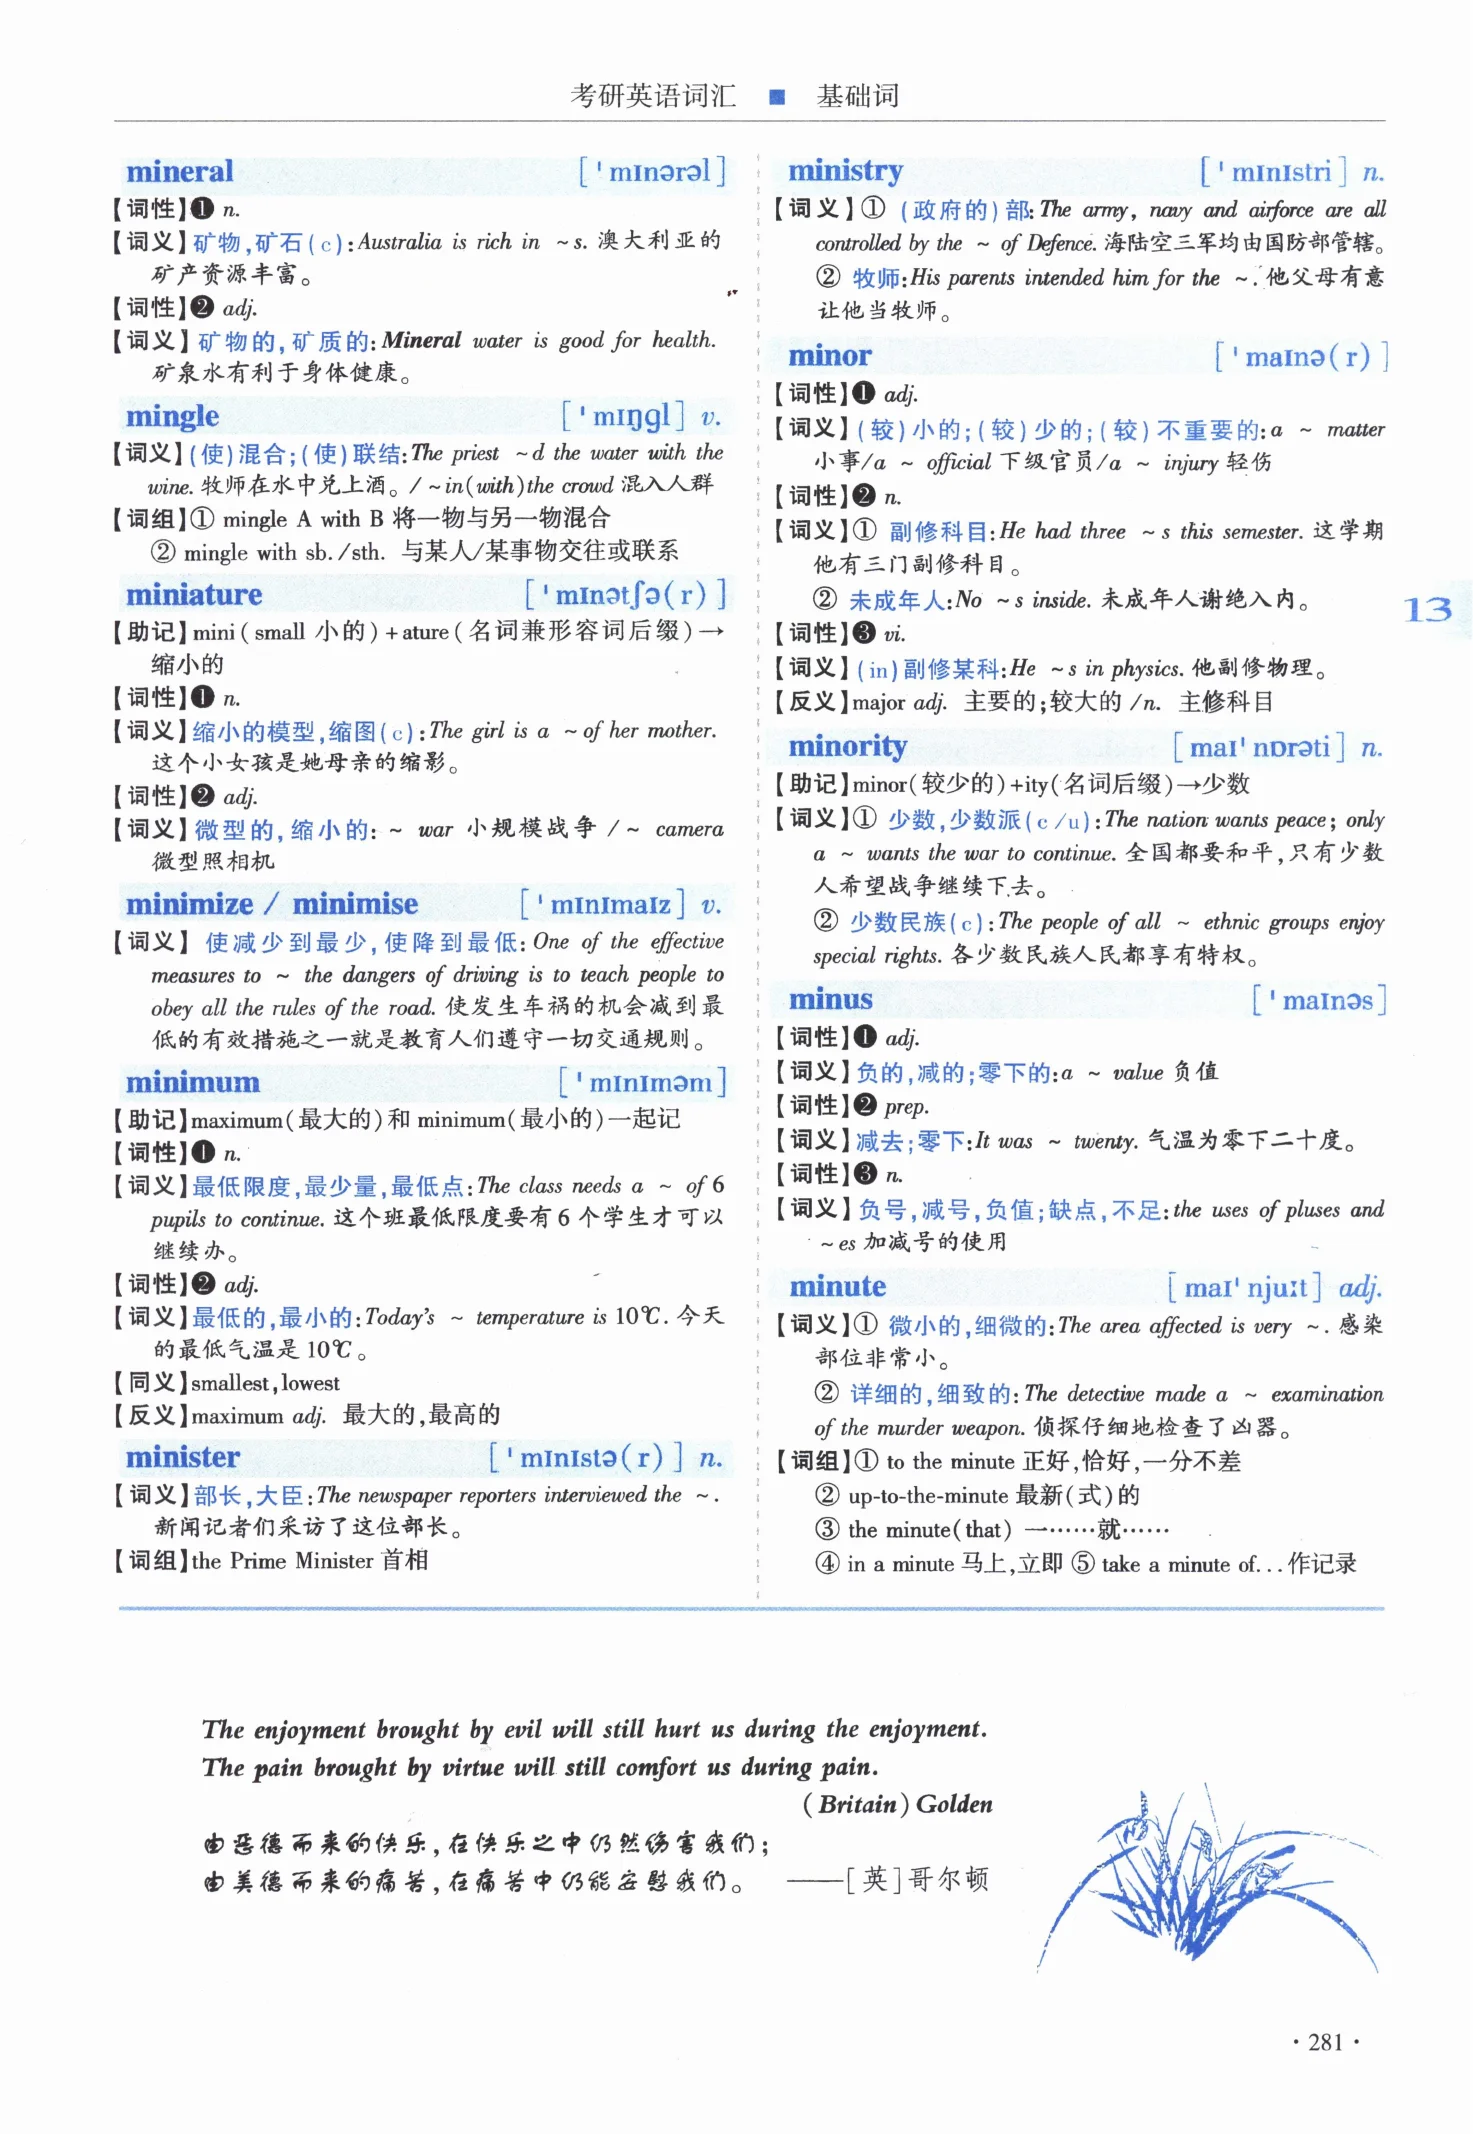 考研英语词汇 ■ 基础词
mineral [ˈmɪnərəl]
【词性】❶ n.
【词义】矿物,矿石(c):Australia is rich in ~s. 澳大利亚的
矿产资源丰富。
【词性】❷ adj.
【词义】矿物的,矿质的:Mineral water is good for health.
矿泉水有利于身体健康。
mingle [ˈmɪŋgl] v.
【词义】(使)混合;(使)联结:The priest ~d the water with the
wine. 牧师在水中兑上酒。/ ~in(with)the crowd 混入人群
【词组】① mingle A with B 将一物与另一物混合
② mingle with sb./sth. 与某人/某事物交往或联系
miniature [ˈmɪnətʃə(r)]
【助记】mini(small 小的)+ature(名词兼形容词后缀)→
缩小的
【词性】❶ n.
【词义】缩小的模型,缩图(c):The girl is a ~of her mother.
这个小女孩是她母亲的缩影。
【词性】❷ adj.
【词义】微型的,缩小的: ~ war 小规模战争 / ~ camera
微型照相机
minimize / minimise [ˈmɪnɪmaɪz] v.
【词义】使减少到最少,使降到最低:One of the effective
measures to ~ the dangers of driving is to teach people to
obey all the rules of the road. 使发生车祸的机会减到最
低的有效措施之一就是教育人们遵守一切交通规则。
minimum [ˈmɪnɪməm]
【助记】maximum(最大的)和 minimum(最小的)一起记
【词性】❶ n.
【词义】最低限度,最少量,最低点:The class needs a ~ of 6
pupils to continue. 这个班最低限度要有 6 个学生才可以
继续办。
【词性】❷ adj.
【词义】最低的,最小的:Today's ~ temperature is 10℃. 今天
的最低气温是 10℃。
【同义】smallest,lowest
【反义】maximum adj. 最大的,最高的
minister [ˈmɪnɪstə(r)] n.
【词义】部长,大臣:The newspaper reporters interviewed the ~.
新闻记者们采访了这位部长。
【词组】the Prime Minister 首相
ministry [ˈmɪnɪstri] n.
【词义】① (政府的)部:The army, navy and airforce are all
controlled by the ~ of Defence. 海陆空三军均由国防部管辖。
② 牧师:His parents intended him for the ~. 他父母有意
让他当牧师。
minor [ˈmaɪnə(r)]
【词性】❶ adj.
【词义】(较)小的;(较)少的;(较)不重要的:a ~ matter
小事/a ~ official 下级官员/a ~ injury 轻伤
【词性】❷ n.
【词义】① 副修科目:He had three ~s this semester. 这学期
他有三门副修科目。
② 未成年人:No ~s inside. 未成年人谢绝入内。
【词性】❸ vi.
【词义】(in)副修某科:He ~s in physics. 他副修物理。
【反义】major adj. 主要的;较大的 /n. 主修科目
minority [maɪˈnɒrəti] n.
【助记】minor(较少的)+ity(名词后缀)→少数
【词义】① 少数,少数派(c/u):The nation wants peace; only
a ~ wants the war to continue. 全国都要和平,只有少数
人希望战争继续下去。
② 少数民族(c):The people of all ~ ethnic groups enjoy
special rights. 各少数民族人民都享有特权。
minus [ˈmaɪnəs]
【词性】❶ adj.
【词义】负的,减的;零下的:a ~ value 负值
【词性】❷ prep.
【词义】减去;零下:It was ~ twenty. 气温为零下二十度。
【词性】❸ n.
【词义】负号,减号,负值;缺点,不足:the uses of pluses and
~es 加减号的使用
minute [maɪˈnjuːt] adj.
【词义】① 微小的,细微的:The area affected is very ~. 感染
部位非常小。
② 详细的,细致的:The detective made a ~ examination
of the murder weapon. 侦探仔细地检查了凶器。
【词组】① to the minute 正好,恰好,一分不差
② up-to-the-minute 最新(式)的
③ the minute(that) 一……就……
④ in a minute 马上,立即 ⑤ take a minute of...作记录
13
The enjoyment brought by evil will still hurt us during the enjoyment.
The pain brought by virtue will still comfort us during pain.
(Britain) Golden
由恶德而来的快乐,在快乐之中仍然伤害我们;
由美德而来的痛苦,在痛苦中仍能安慰我们。 ——[英]哥尔顿
·281·